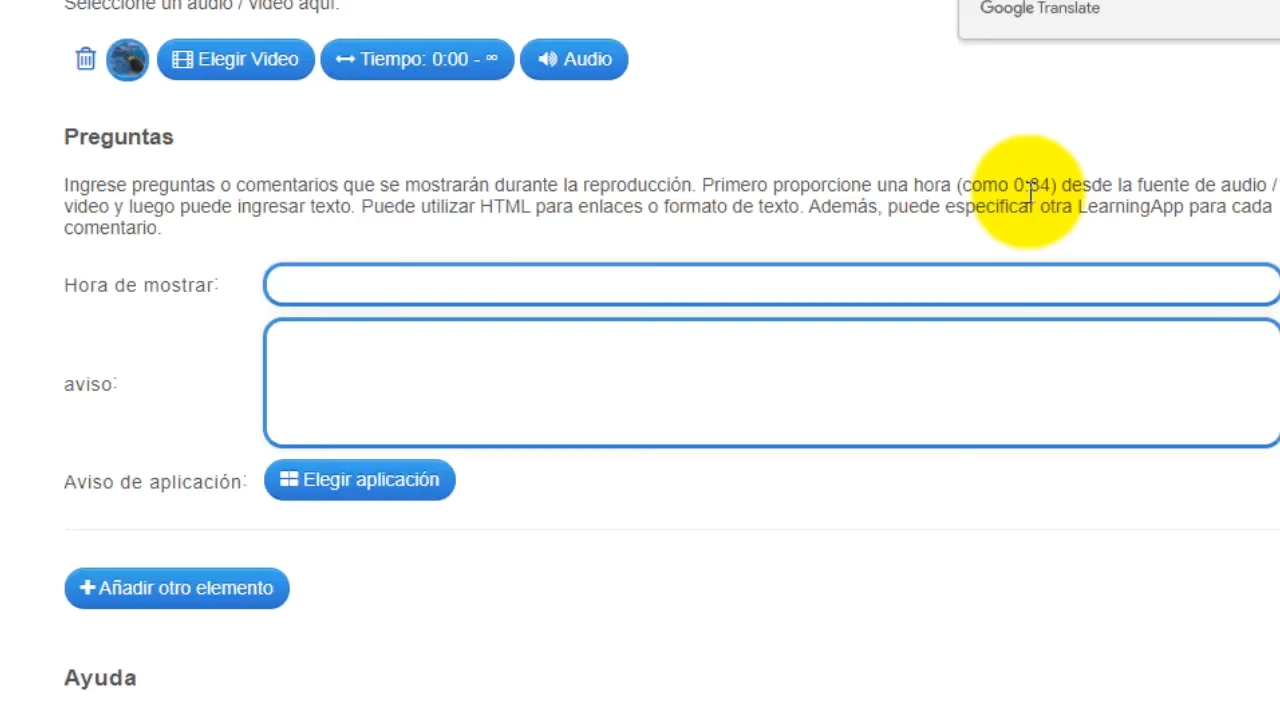 Seleccione un audio / video aquí.
Google Translate
Elegir Video
Tiempo: 0:00 - ∞
Audio
Preguntas
Ingrese preguntas o comentarios que se mostrarán durante la reproducción. Primero proporcione una hora (como 0:34) desde la fuente de audio /
video y luego puede ingresar texto. Puede utilizar HTML para enlaces o formato de texto. Además, puede especificar otra LearningApp para cada
comentario.
Hora de mostrar:
aviso:
Aviso de aplicación:
Elegir aplicación
Añadir otro elemento
Ayuda